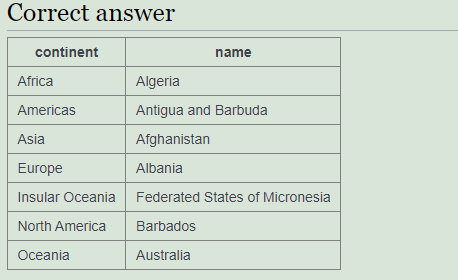 Correct answer
continent name
Africa Algeria
Americas Antigua and Barbuda
Asia Afghanistan
Europe Albania
Insular Oceania Federated States of Micronesia
North America Barbados
Oceania Australia